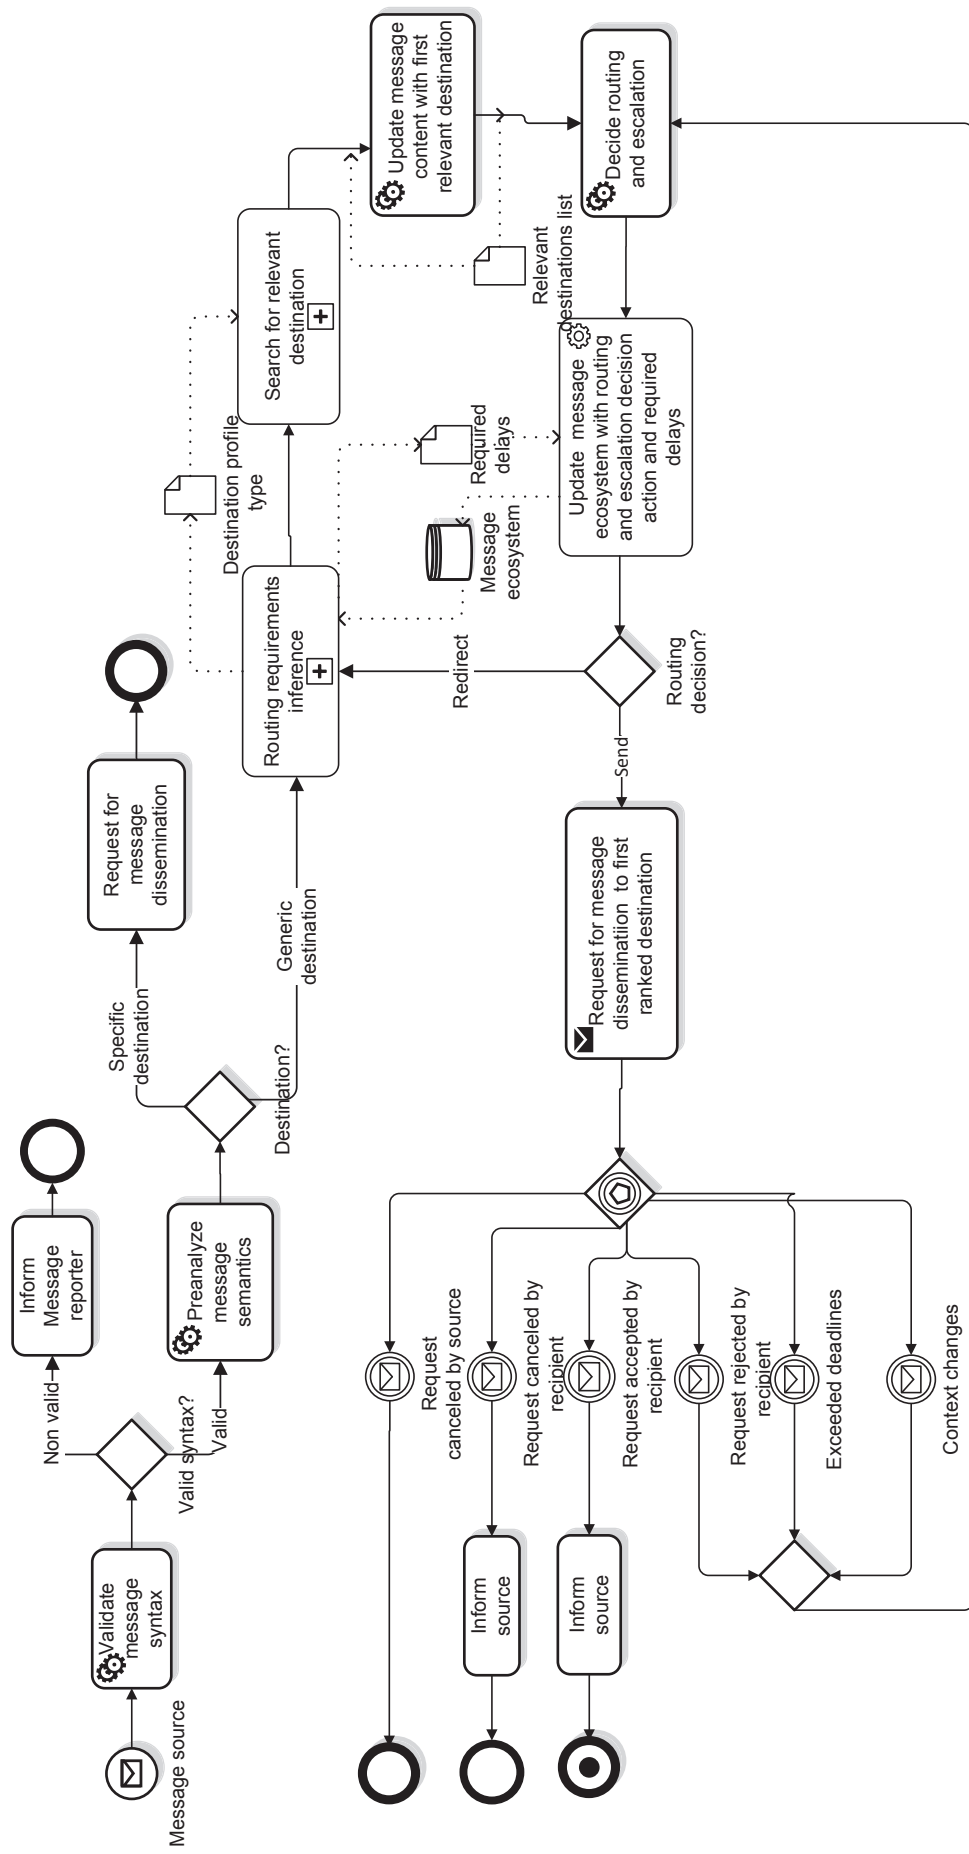 Message source
Validate
message
syntax
Valid syntax?
Non valid
Inform
Message
reporter
Valid
Preanalyze
message
semantics
Destination?
Specific
destination
Request for
message
dissemination
Generic
destination
Routing requirements
inference
Destination profile
type
Search for relevant
destination
Update message
content with first
relevant destination
Relevant
destinations list
Decide routing
and escalation
Required
delays
Message
ecosystem
Update message
ecosystem with routing
and escalation decision
action and required
delays
Routing
decision?
Redirect
Send
Request for message
disseminatiion to first
ranked destination
Request
canceled by source
Request canceled by
recipient
Request accepted by
recipient
Request rejected by
recipient
Exceeded deadlines
Context changes
Inform
source
Inform
source